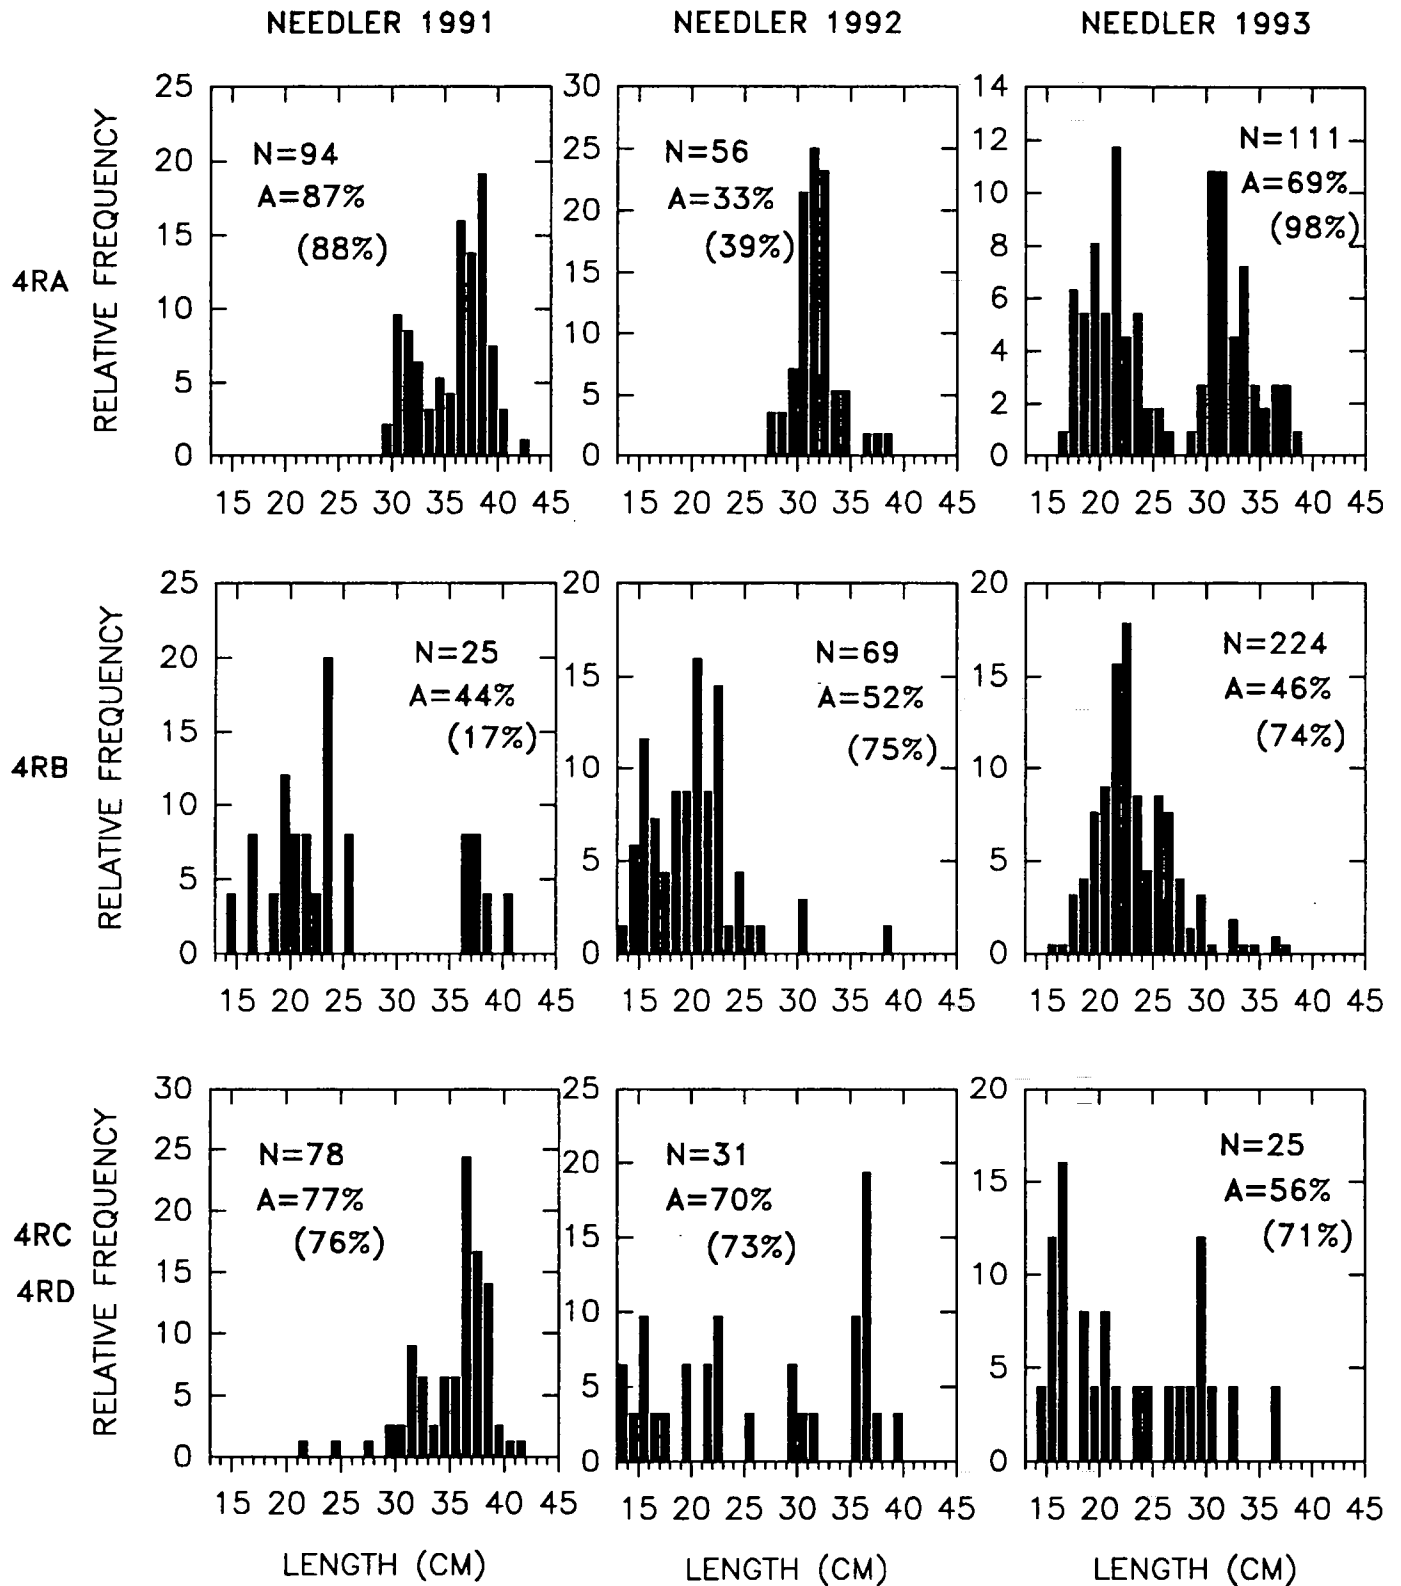 NEEDLER 1991 NEEDLER 1992 NEEDLER 1993
4RA
RELATIVE FREQUENCY
25
20
15
10
5
0
N=94
A=87%
(88%)
15 20 25 30 35 40 45
30
25
20
15
10
5
0
N=56
A=33%
(39%)
15 20 25 30 35 40 45
14
12
10
8
6
4
2
0
N=111
A=69%
(98%)
15 20 25 30 35 40 45
4RB
RELATIVE FREQUENCY
25
20
15
10
5
0
N=25
A=44%
(17%)
15 20 25 30 35 40 45
20
15
10
5
0
N=69
A=52%
(75%)
15 20 25 30 35 40 45
20
15
10
5
0
N=224
A=46%
(74%)
15 20 25 30 35 40 45
4RC
4RD
RELATIVE FREQUENCY
30
25
20
15
10
5
0
N=78
A=77%
(76%)
15 20 25 30 35 40 45
LENGTH (CM)
25
20
15
10
5
0
N=31
A=70%
(73%)
15 20 25 30 35 40 45
LENGTH (CM)
20
15
10
5
0
N=25
A=56%
(71%)
15 20 25 30 35 40 45
LENGTH (CM)